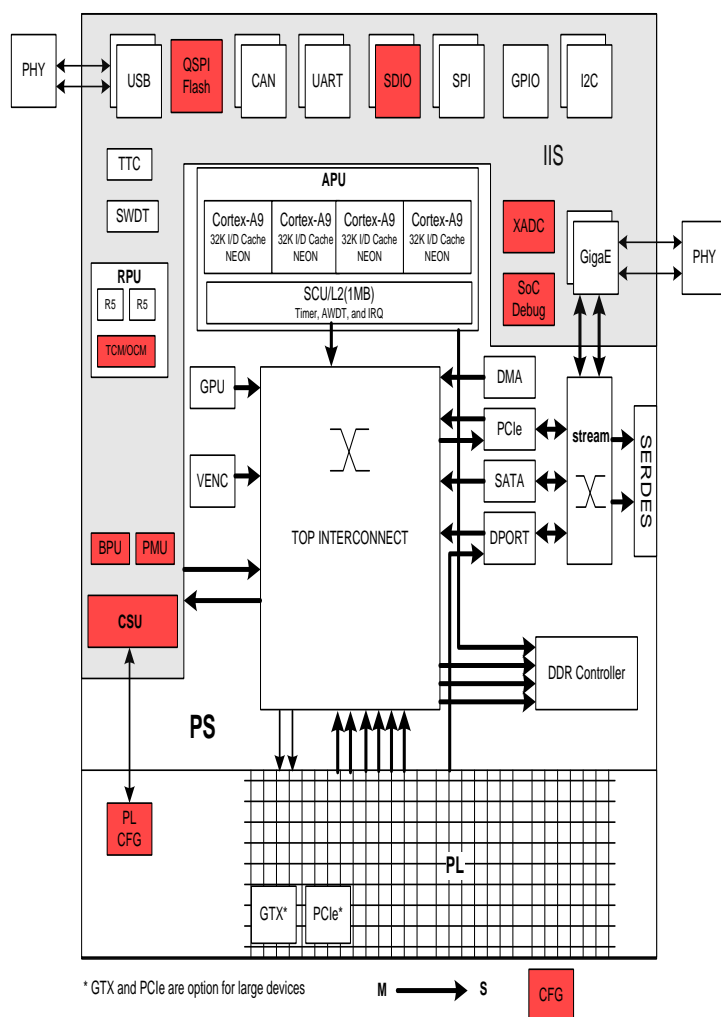 PHY
USB
QSPI
Flash
CAN
UART
SDIO
SPI
GPIO
I2C
IIS
TTC
SWDT
APU
Cortex-A9
32K I/D Cache
NEON
Cortex-A9
32K I/D Cache
NEON
Cortex-A9
32K I/D Cache
NEON
Cortex-A9
32K I/D Cache
NEON
SCU/L2(1MB)
Timer, AWDT, and IRQ
XADC
GigaE
PHY
SoC
Debug
RPU
R5
R5
TCM/OCM
GPU
VENC
TOP INTERCONNECT
DMA
PCIe
SATA
DPORT
stream
SERDES
BPU
PMU
CSU
DDR Controller
PS
PL
CFG
PL
GTX*
PCIe*
* GTX and PCIe are option for large devices
M
S
CFG